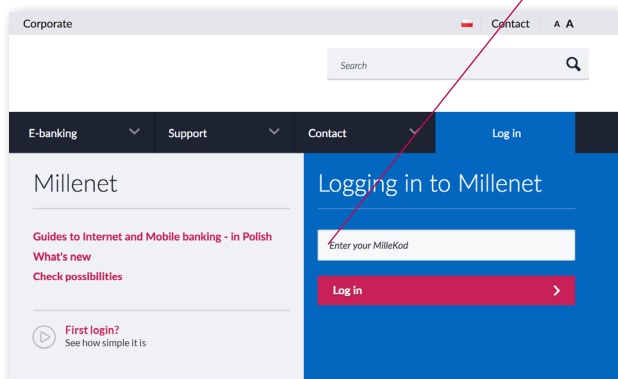 Corporate
Contact A A
Search
E-banking Support Contact Log in
Millenet
Guides to Internet and Mobile banking - in Polish
What's new
Check possibilities
First login?
See how simple it is
Logging in to Millenet
Enter your MilleKod
Log in